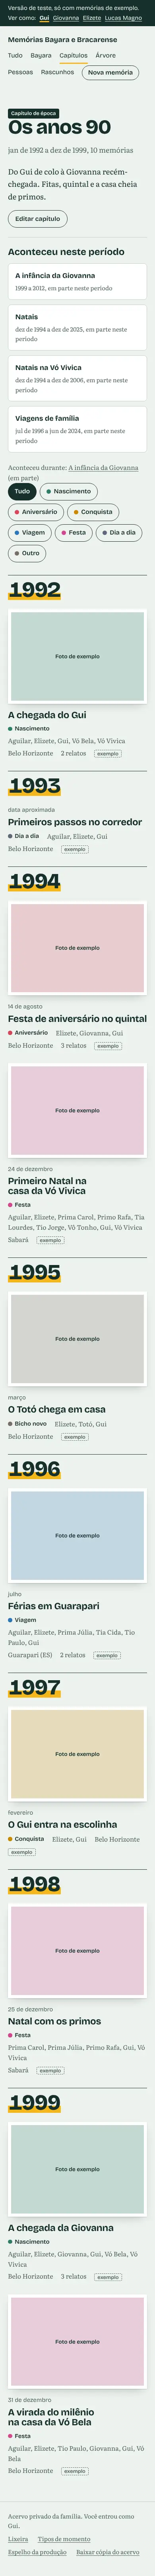 Versão de teste, só com memórias de exemplo.
Ver como: Gui Giovanna Elizete Lucas Magno
Memórias Bayara e Bracarense
Tudo Bayara Capítulos Árvore
Pessoas Rascunhos Nova memória
Capítulo de época
Os anos 90
jan de 1992 a dez de 1999, 10 memórias
Do Gui de colo à Giovanna recém-
chegada. Fitas, quintal e a casa cheia
de primos.
Editar capítulo
Aconteceu neste período
A infância da Giovanna
1999 a 2012, em parte neste período
Natais
dez de 1994 a dez de 2025, em parte neste
período
Natais na Vó Vivica
dez de 1994 a dez de 2006, em parte neste
período
Viagens de família
jul de 1996 a jun de 2024, em parte neste
período
Aconteceu durante: A infância da Giovanna
(em parte)
Tudo Nascimento
Aniversário Conquista
Viagem Festa Dia a dia
Outro
1992
Foto de exemplo
A chegada do Gui
Nascimento
Aguilar, Elizete, Gui, Vó Bela, Vó Vivica
Belo Horizonte 2 relatos exemplo
1993
data aproximada
Primeiros passos no corredor
Dia a dia Aguilar, Elizete, Gui
Belo Horizonte exemplo
1994
Foto de exemplo
14 de agosto
Festa de aniversário no quintal
Aniversário Elizete, Giovanna, Gui
Belo Horizonte 3 relatos exemplo
Foto de exemplo
24 de dezembro
Primeiro Natal na
casa da Vó Vivica
Festa
Aguilar, Elizete, Prima Carol, Primo Rafa, Tia
Lourdes, Tio Jorge, Vô Tonho, Gui, Vó Vivica
Sabará exemplo
1995
Foto de exemplo
março
O Totó chega em casa
Bicho novo Elizete, Totó, Gui
Belo Horizonte exemplo
1996
Foto de exemplo
julho
Férias em Guarapari
Viagem
Aguilar, Elizete, Prima Júlia, Tia Cida, Tio
Paulo, Gui
Guarapari (ES) 2 relatos exemplo
1997
Foto de exemplo
fevereiro
O Gui entra na escolinha
Conquista Elizete, Gui Belo Horizonte
exemplo
1998
Foto de exemplo
25 de dezembro
Natal com os primos
Festa
Prima Carol, Prima Júlia, Primo Rafa, Gui, Vó
Vivica
Sabará exemplo
1999
Foto de exemplo
A chegada da Giovanna
Nascimento
Aguilar, Elizete, Giovanna, Gui, Vó Bela, Vó
Vivica
Belo Horizonte 3 relatos exemplo
Foto de exemplo
31 de dezembro
A virada do milênio
na casa da Vó Bela
Festa
Aguilar, Elizete, Tio Paulo, Giovanna, Gui, Vó
Bela
Belo Horizonte exemplo
Acervo privado da família. Você entrou como
Gui.
Lixeira Tipos de momento
Espelho da produção Baixar cópia do acervo